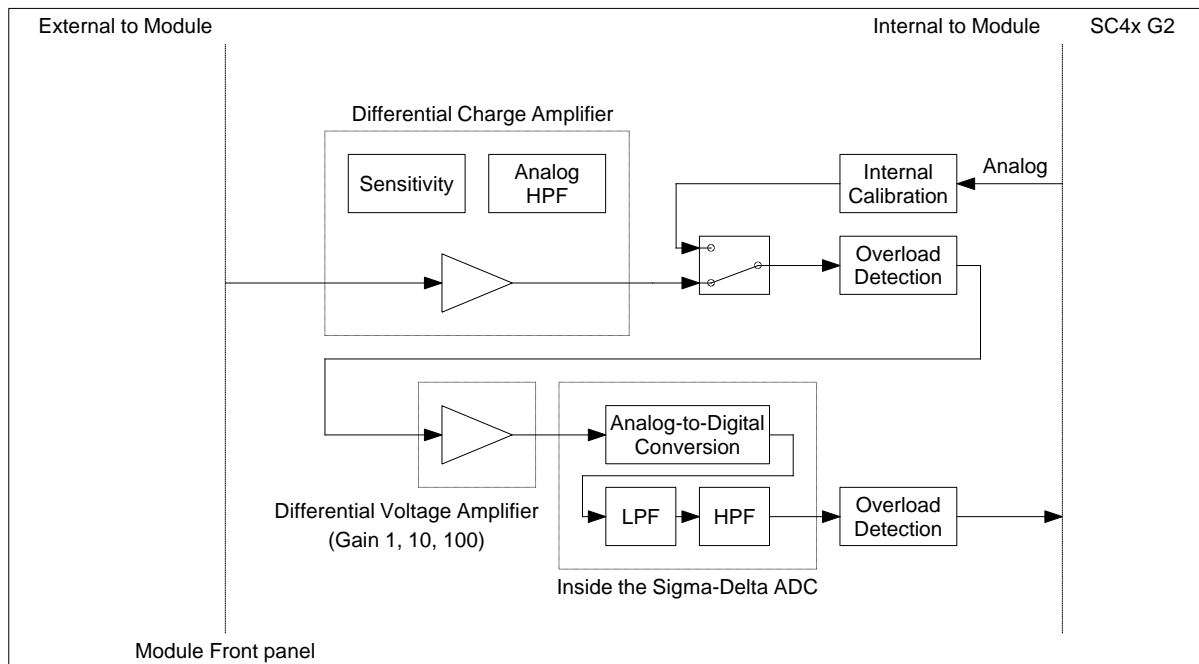 External to Module
Internal to Module
SC4x G2
Differential Charge Amplifier
Sensitivity
Analog
HPF
Internal
Calibration
Analog
Overload
Detection
Analog-to-Digital
Conversion
Differential Voltage Amplifier
(Gain 1, 10, 100)
LPF
HPF
Overload
Detection
Inside the Sigma-Delta ADC
Module Front panel